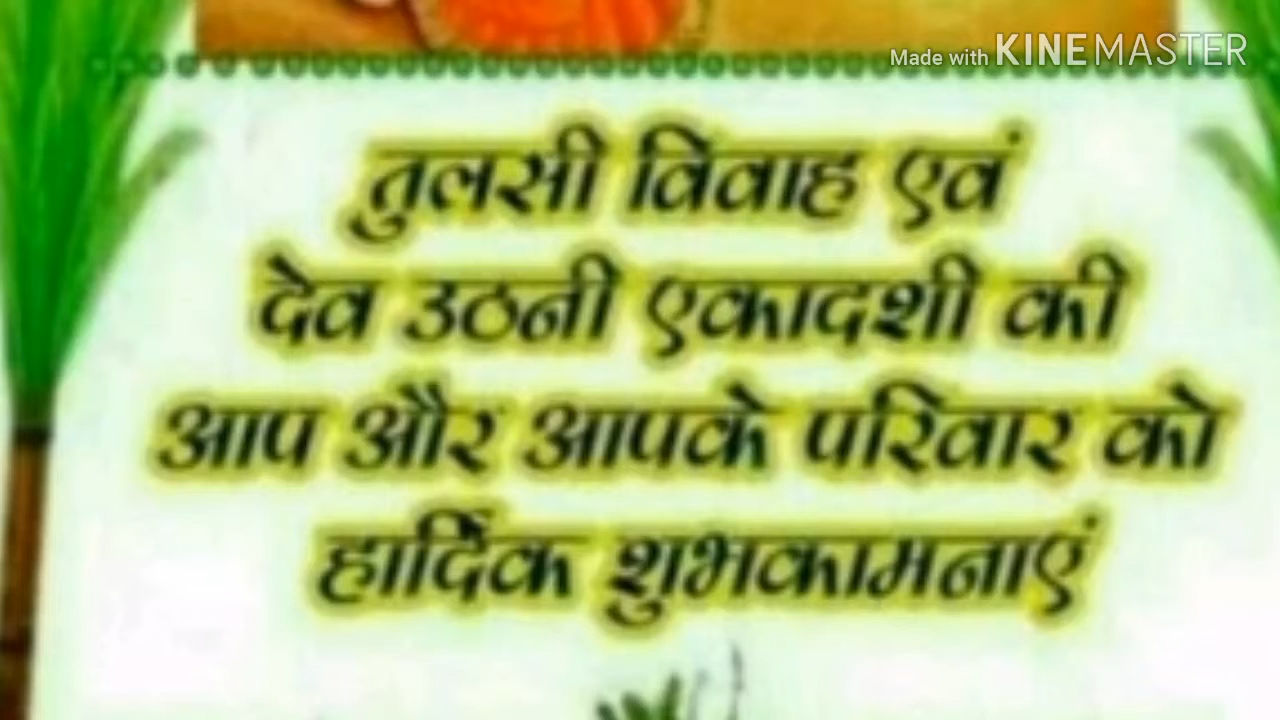 Made with KINEMASTER
तुलसी विवाह एवं
देव उठनी एकादशी की
आप और आपके परिवार को
हार्दिक शुभकामनाएं